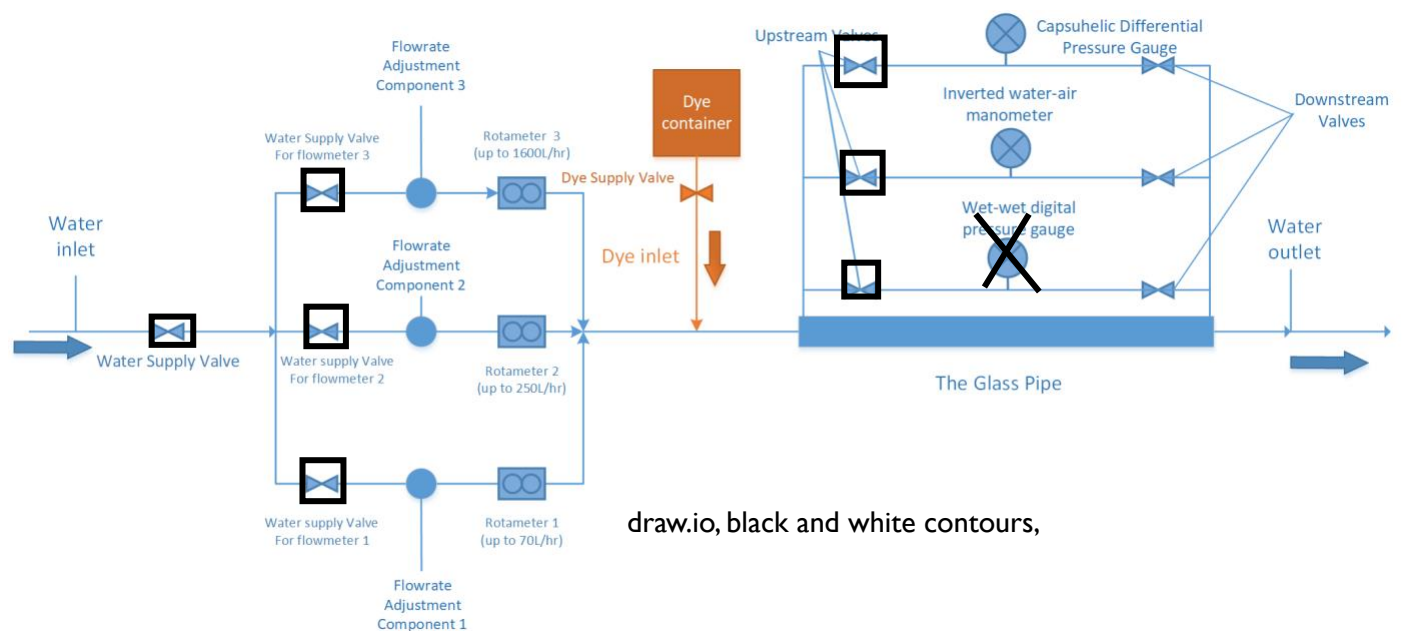 Upstream Valves
Capsuhelic Differential
Pressure Gauge
Flowrate
Adjustment
Component 3
Inverted water-air
manometer
Downstream
Valves
Dye
container
Water Supply Valve
For flowmeter 3
Rotameter 3
(up to 1600L/hr)
Dye Supply Valve
Wet-wet digital
pressure gauge
Water
inlet
Flowrate
Adjustment
Component 2
Dye inlet
Water
outlet
Water Supply Valve
Water supply Valve
For flowmeter 2
Rotameter 2
(up to 250L/hr)
The Glass Pipe
Water supply Valve
For flowmeter 1
Rotameter 1
(up to 70L/hr)
draw.io, black and white contours,
Flowrate
Adjustment
Component 1